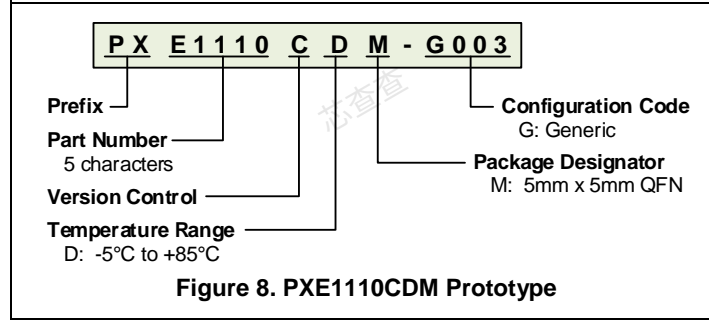 PX E1110 C D M - G003
Prefix
Part Number
5 characters
Version Control
Temperature Range
D: -5°C to +85°C
Configuration Code
G: Generic
Package Designator
M: 5mm x 5mm QFN
芯查查
Figure 8. PXE1110CDM Prototype